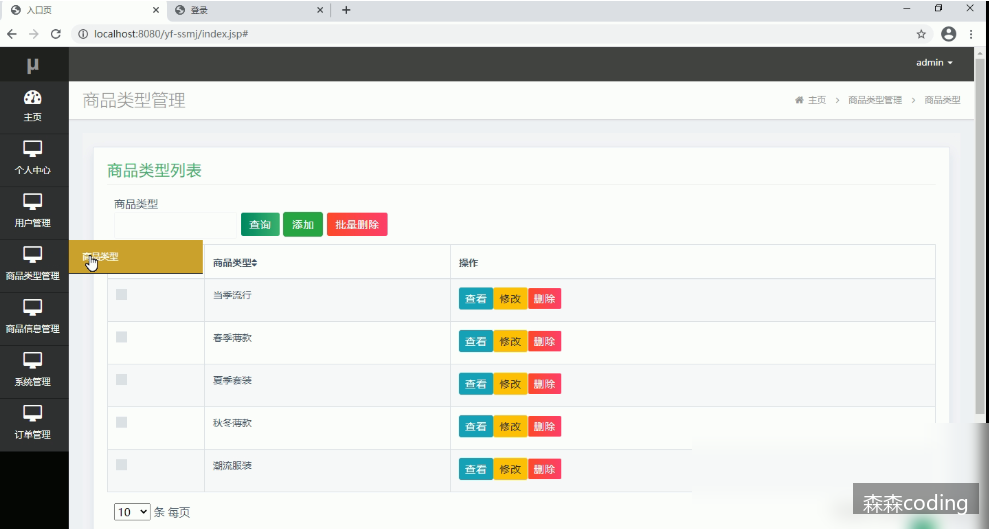 入口页
登录
localhost:8080/yf-ssmj/index.jsp#
μ
admin
商品类型管理
主页 > 商品类型管理 > 商品类型
主页
个人中心
用户管理
商品类型管理
商品信息管理
系统管理
订单管理
商品类型列表
商品类型
查询 添加 批量删除
商品类型
商品类型 操作
当季流行 查看 修改 删除
春季薄款 查看 修改 删除
夏季套装 查看 修改 删除
秋冬薄款 查看 修改 删除
潮流服装 查看 修改 删除
10 条 每页
森森coding